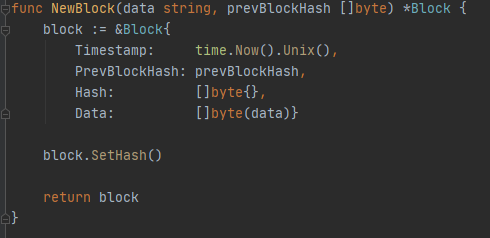 func NewBlock(data string, prevBlockHash []byte) *Block {
    block := &Block{
        Timestamp:     time.Now().Unix(),
        PrevBlockHash: prevBlockHash,
        Hash:          []byte{},
        Data:          []byte(data)}
    block.SetHash()
    return block
}